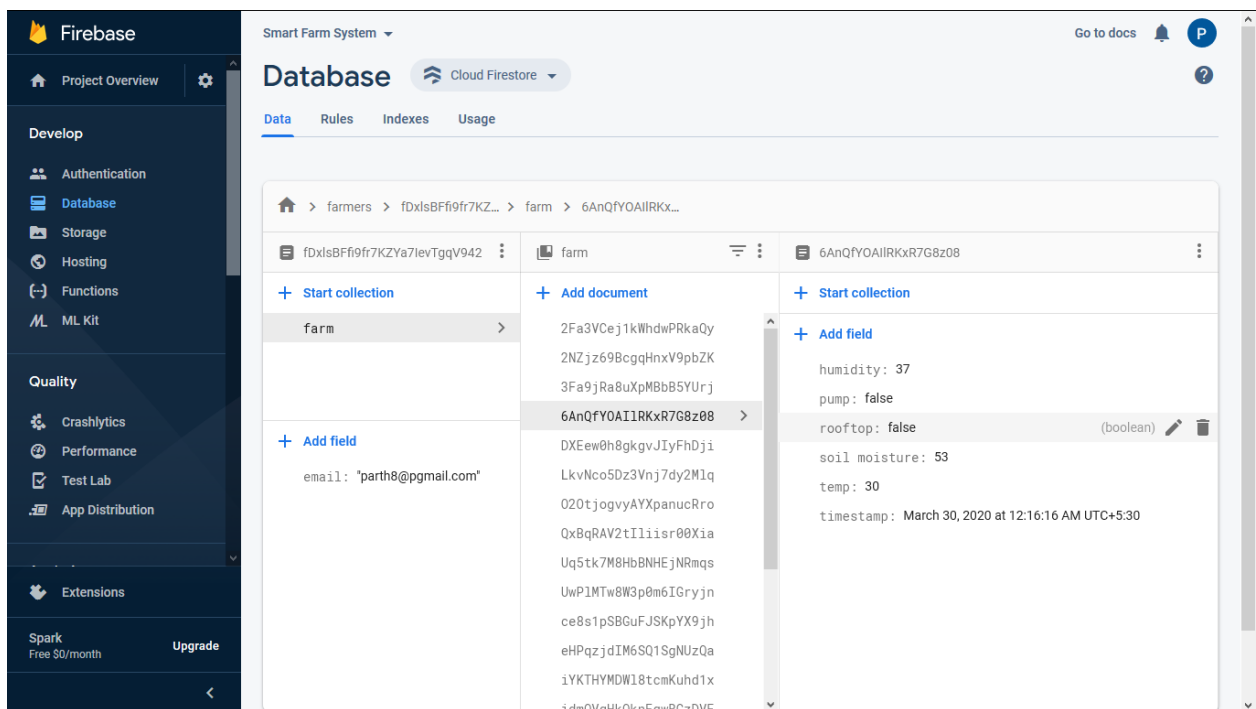 Firebase
Project Overview
Develop
Authentication
Database
Storage
Hosting
Functions
ML Kit
Quality
Crashlytics
Performance
Test Lab
App Distribution
Extensions
Spark
Free $0/month
Upgrade
Smart Farm System
Go to docs
P
Database
Cloud Firestore
Data Rules Indexes Usage
farmers > fDxlsBFfi9fr7KZ... > farm > 6AnQfYOAIlRKx...
fDxlsBFfi9fr7KZYa7IevTgqV942
Start collection
farm
Add field
email: "parth8@pgmail.com"
farm
Add document
2Fa3VCej1kWhdwPRkaQy
2NZjz69BcgqHnxV9pbZK
3Fa9jRa8uXpMBbB5YUrj
6AnQfYOAIlRKxR7G8z08
DXEew0h8gkgvJIyFhDji
LkvNco5Dz3Vnj7dy2Mlq
O2OtjogvyAYXpanucRro
QxBqRAV2tIliisr00Xia
Uq5tk7M8HbBNHEjNRmqs
UwPlMTw8W3p0m6IGryjn
ce8s1pSBGuFJSKpYX9jh
eHPqzjdIM6SQ1SgNUzQa
iYKTHYMDWl8tcmKuhd1x
6AnQfYOAIlRKxR7G8z08
Start collection
Add field
humidity: 37
pump: false
rooftop: false (boolean)
soil moisture: 53
temp: 30
timestamp: March 30, 2020 at 12:16:16 AM UTC+5:30